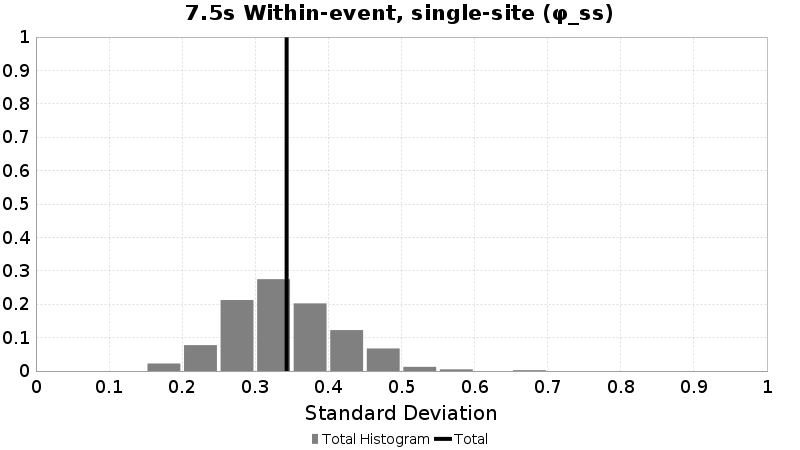 7.5s Within-event, single-site (φ_ss)
1
0.9
0.8
0.7
0.6
0.5
0.4
0.3
0.2
0.1
0
0 0.1 0.2 0.3 0.4 0.5 0.6 0.7 0.8 0.9 1
Standard Deviation
Total Histogram Total